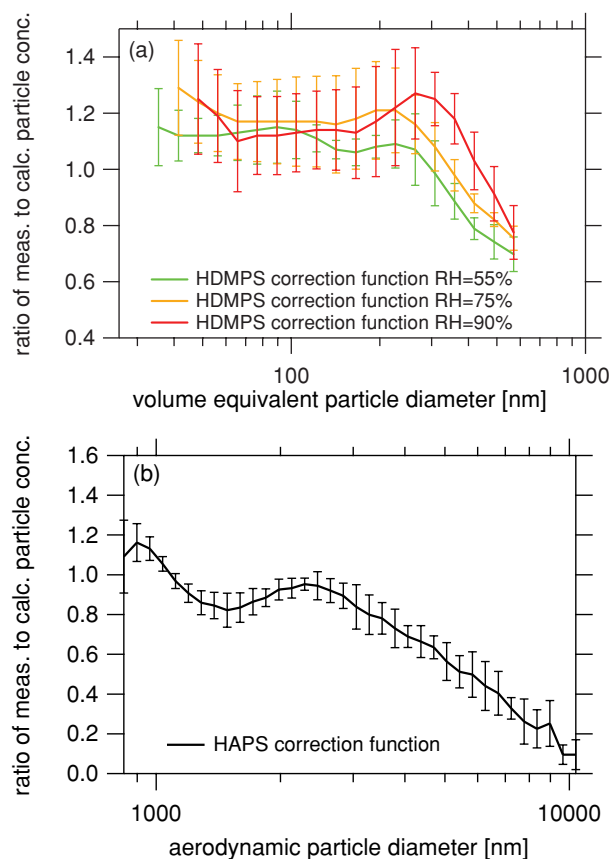 (a)
ratio of meas. to calc. particle conc.
1.4
1.2
1.0
0.8
0.6
0.4
HDMPS correction function RH=55%
HDMPS correction function RH=75%
HDMPS correction function RH=90%
100
1000
volume equivalent particle diameter [nm]
(b)
ratio of meas. to calc. particle conc.
1.6
1.4
1.2
1.0
0.8
0.6
0.4
0.2
0.0
HAPS correction function
1000
10000
aerodynamic particle diameter [nm]